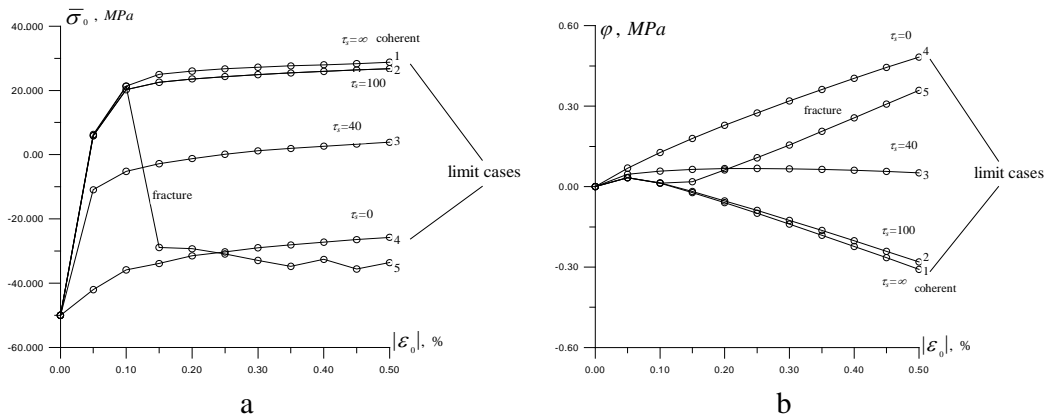 σ̄₀ , MPa
40.000
20.000
0.00
-20.000
-40.000
-60.000
τₛ=∞ coherent
1
2
τₛ=100
τₛ=40
3
fracture
τₛ=0
4
5
limit cases
|ε₀|, %
0.00 0.10 0.20 0.30 0.40 0.50
a
φ, MPa
0.60
0.30
0.00
-0.30
-0.60
τₛ=0
4
5
fracture
τₛ=40
3
τₛ=100
2
1
τₛ=∞ coherent
limit cases
|ε₀|, %
0.00 0.10 0.20 0.30 0.40 0.50
b